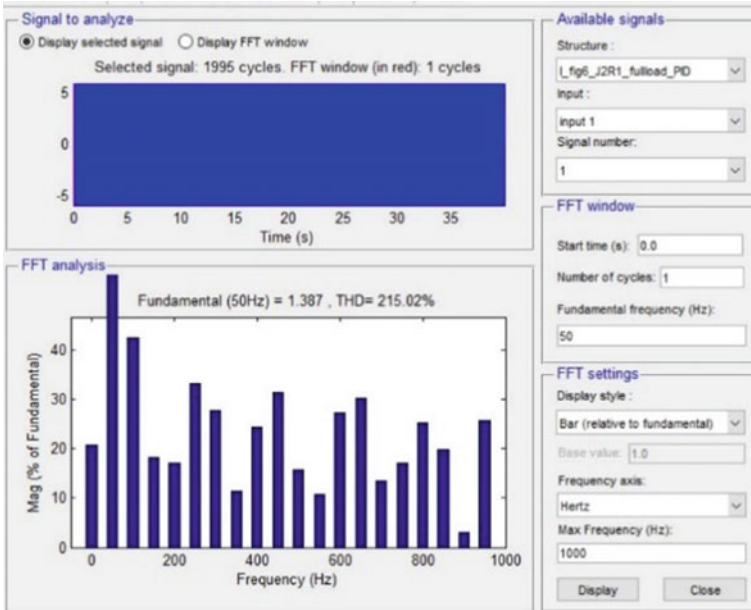 Signal to analyze
Display selected signal Display FFT window
Selected signal: 1995 cycles. FFT window (in red): 1 cycles
5
0
-5
0 5 10 15 20 25 30 35
Time (s)
FFT analysis
Fundamental (50Hz) = 1.387 , THD= 215.02%
Mag (% of Fundamental)
40
30
20
10
0
0 200 400 600 800 1000
Frequency (Hz)
Available signals
Structure :
I_fig6_J2R1_fullload_PID
Input :
input 1
Signal number:
1
FFT window
Start time (s): 0.0
Number of cycles: 1
Fundamental frequency (Hz):
50
FFT settings
Display style :
Bar (relative to fundamental)
Base value: 1.0
Frequency axis:
Hertz
Max Frequency (Hz):
1000
Display Close